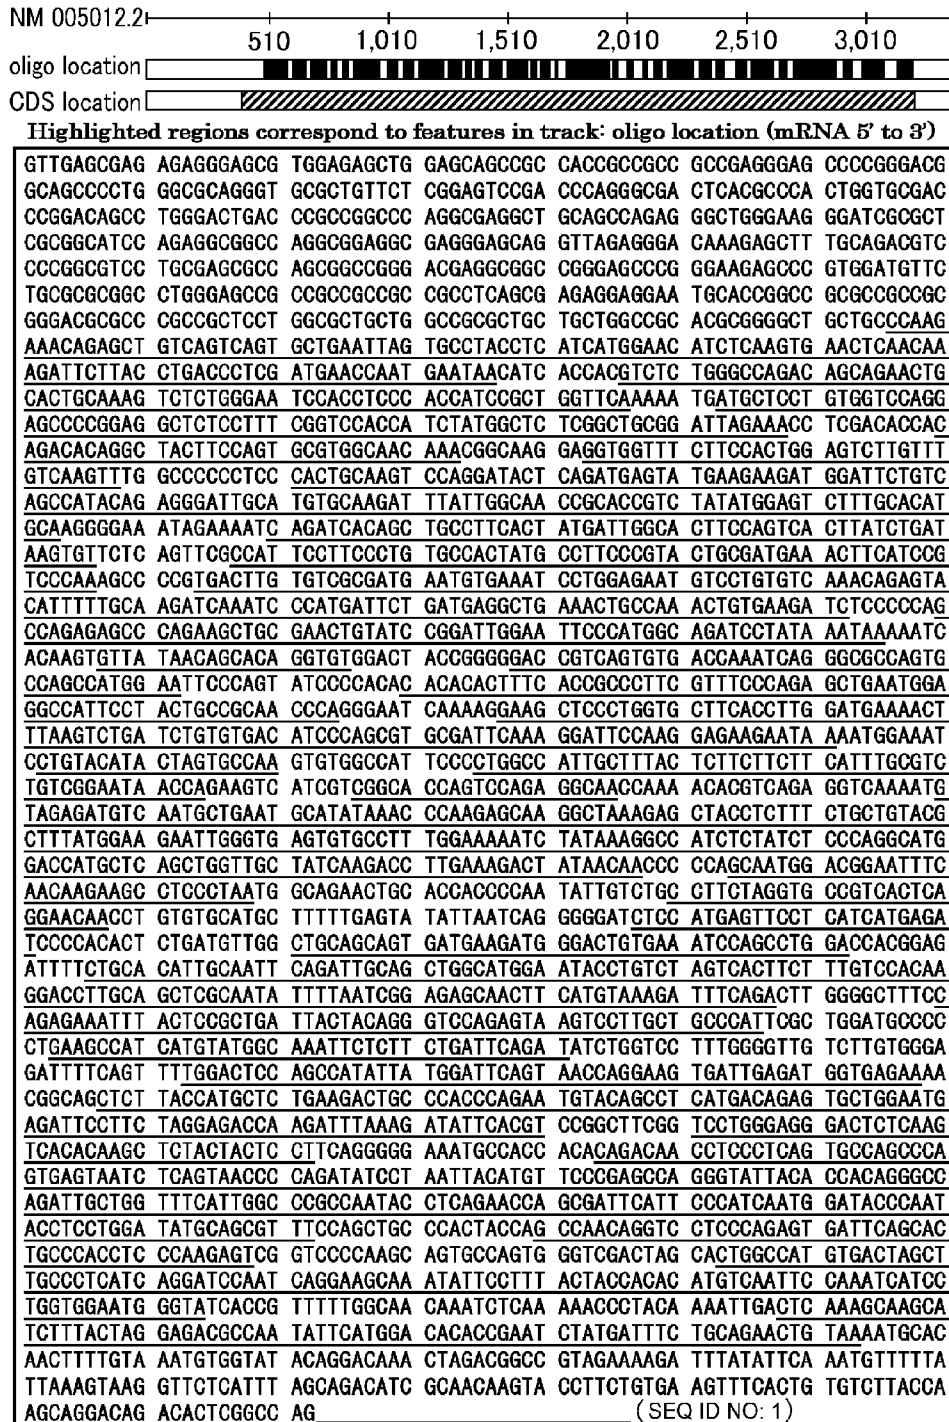 NM 005012.2
510 1,010 1,510 2,010 2,510 3,010
oligo location
CDS location
Highlighted regions correspond to features in track: oligo location (mRNA 5' to 3')
GTTGAGCGAG AGAGGGAGCG TGGAGAGCTG GAGCAGCCGC CACCGCCGCC GCCGAGGGAG CCCCGGGACG
GCAGCCCCTG GGCGCAGGGT GCGCTGTTCT CGGAGTCCGA CCCAGGGCGA CTCACGCCCA CTGGTGCGAC
CCGGACAGCC TGGGACTGAC CCGCCGGCCC AGGCGAGGCT GCAGCCAGAG GGCTGGGAAG GGATCGCGCT
CGCGGCATCC AGAGGCGGCC AGGCGGAGGC GAGGGAGCAG GTTAGAGGGA CAAAGAGCTT TGCAGACGTC
CCCGGCGTCC TGCGAGCGCC AGCGGCCGGG ACGAGGCGGC CGGGAGCCCG GGAAGAGCCC GTGGATGTTC
TGCGCGCGGC CTGGGAGCCG CCGCCGCCGC CGCCTCAGCG AGAGGAGGAA TGCACCGGCC GCGCCGCCGC
GGGACGCGCC CGCCGCTCCT GGCGCTGCTG GCCGCGCTGC TGCTGGCCGC ACGCGGGGCT GCTGCCCAAG
AAACAGAGCT GTCAGTCAGT GCTGAATTAG TGCCTACCTC ATCATGGAAC ATCTCAAGTG AACTCAACAA
AGATTCTTAC CTGACCCTCG ATGAACCAAT GAATAACATC ACCACGTCTC TGGGCCAGAC AGCAGAACTG
CACTGCAAAG TCTCTGGGAA TCCACCTCCC ACCATCCGCT GGTTCAAAAA TGATGCTCCT GTGGTCCAGG
AGCCCCGGAG GCTCTCCTTT CGGTCCACCA TCTATGGCTC TCGGCTGCGG ATTAGAAACC TCGACACCAC
AGACACAGGC TACTTCCAGT GCGTGGCAAC AAACGGCAAG GAGGTGGTTT CTTCCACTGG AGTCTTGTTT
GTCAAGTTTG GCCCCCCTCC CACTGCAAGT CCAGGATACT CAGATGAGTA TGAAGAAGAT GGATTCTGTC
AGCCATACAG AGGGATTGCA TGTGCAAGAT TTATTGGCAA CCGCACCGTC TATATGGAGT CTTTGCACAT
GCAAGGGGAA ATAGAAAATC AGATCACAGC TGCCTTCACT ATGATTGGCA CTTCCAGTCA CTTATCTGAT
AAGTGTTCTC AGTTCGCCAT TCCTTCCCTG TGCCACTATG CCTTCCCGTA CTGCGATGAA ACTTCATCCG
TCCCAAAGCC CCGTGACTTG TGTCGCGATG AATGTGAAAT CCTGGAGAAT GTCCTGTGTC AAACAGAGTA
CATTTTTGCA AGATCAAATC CCATGATTCT GATGAGGCTG AAACTGCCAA ACTGTGAAGA TCTCCCCCAG
CCAGAGAGCC CAGAAGCTGC GAACTGTATC CGGATTGGAA TTCCCATGGC AGATCCTATA AATAAAAATC
ACAAGTGTTA TAACAGCACA GGTGTGGACT ACCGGGGGAC CGTCAGTGTG ACCAAATCAG GGCGCCAGTG
CCAGCCATGG AATTCCCAGT ATCCCCACAC ACACACTTTC ACCGCCCTTC GTTTCCCAGA GCTGAATGGA
GGCCATTCCT ACTGCCGCAA CCCAGGGAAT CAAAAGGAAG CTCCCTGGTG CTTCACCTTG GATGAAAACT
TTAAGTCTGA TCTGTGTGAC ATCCCAGCGT GCGATTCAAA GGATTCCAAG GAGAAGAATA AAATGGAAAT
CCTGTACATA CTAGTGCCAA GTGTGGCCAT TCCCCTGGCC ATTGCTTTAC TCTTCTTCTT CATTTGCGTC
TGTCGGAATA ACCAGAAGTC ATCGTCGGCA CCAGTCCAGA GGCAACCAAA ACACGTCAGA GGTCAAAATG
TAGAGATGTC AATGCTGAAT GCATATAAAC CCAAGAGCAA GGCTAAAGAG CTACCTCTTT CTGCTGTACG
CTTTATGGAA GAATTGGGTG AGTGTGCCTT TGGAAAAATC TATAAAGGCC ATCTCTATCT CCCAGGCATG
GACCATGCTC AGCTGGTTGC TATCAAGACC TTGAAAGACT ATAACAACCC CCAGCAATGG ACGGAATTTC
AACAAGAAGC CTCCCTAATG GCAGAACTGC ACCACCCCAA TATTGTCTGC CTTCTAGGTG CCGTCACTCA
GGAACAACCT GTGTGCATGC TTTTTGAGTA TATTAATCAG GGGGATCTCC ATGAGTTCCT CATCATGAGA
TCCCCACACT CTGATGTTGG CTGCAGCAGT GATGAAGATG GGACTGTGAA ATCCAGCCTG GACCACGGAG
ATTTTCTGCA CATTGCAATT CAGATTGCAG CTGGCATGGA ATACCTGTCT AGTCACTTCT TTGTCCACAA
GGACCTTGCA GCTCGCAATA TTTTAATCGG AGAGCAACTT CATGTAAAGA TTTCAGACTT GGGGCTTTCC
AGAGAAATTT ACTCCGCTGA TTACTACAGG GTCCAGAGTA AGTCCTTGCT GCCCATTCGC TGGATGCCCC
CTGAAGCCAT CATGTATGGC AAATTCTCTT CTGATTCAGA TATCTGGTCC TTTGGGGTTG TCTTGTGGGA
GATTTTCAGT TTTGGACTCC AGCCATATTA TGGATTCAGT AACCAGGAAG TGATTGAGAT GGTGAGAAAA
CGGCAGCTCT TACCATGCTC TGAAGACTGC CCACCCAGAA TGTACAGCCT CATGACAGAG TGCTGGAATG
AGATTCCTTC TAGGAGACCA AGATTTAAAG ATATTCACGT CCGGCTTCGG TCCTGGGAGG GACTCTCAAG
TCACACAAGC TCTACTACTC CTTCAGGGGG AAATGCCACC ACACAGACAA CCTCCCTCAG TGCCAGCCCA
GTGAGTAATC TCAGTAACCC CAGATATCCT AATTACATGT TCCCGAGCCA GGGTATTACA CCACAGGGCC
AGATTGCTGG TTTCATTGGC CCGCCAATAC CTCAGAACCA GCGATTCATT CCCATCAATG GATACCCAAT
ACCTCCTGGA TATGCAGCGT TTCCAGCTGC CCACTACCAG CCAACAGGTC CTCCCAGAGT GATTCAGCAC
TGCCCACCTC CCAAGAGTCG GTCCCCAAGC AGTGCCAGTG GGTCGACTAG CACTGGCCAT GTGACTAGCT
TGCCCTCATC AGGATCCAAT CAGGAAGCAA ATATTCCTTT ACTACCACAC ATGTCAATTC CAAATCATCC
TGGTGGAATG GGTATCACCG TTTTTGGCAA CAAATCTCAA AAACCCTACA AAATTGACTC AAAGCAAGCA
TCTTTACTAG GAGACGCCAA TATTCATGGA CACACCGAAT CTATGATTTC TGCAGAACTG TAAAATGCAC
AACTTTTGTA AATGTGGTAT ACAGGACAAA CTAGACGGCC GTAGAAAAGA TTTATATTCA AATGTTTTTA
TTAAAGTAAG GTTCTCATTT AGCAGACATC GCAACAAGTA CCTTCTGTGA AGTTTCACTG TGTCTTACCA
AGCAGGACAG ACACTCGGCC AG (SEQ ID NO: 1)